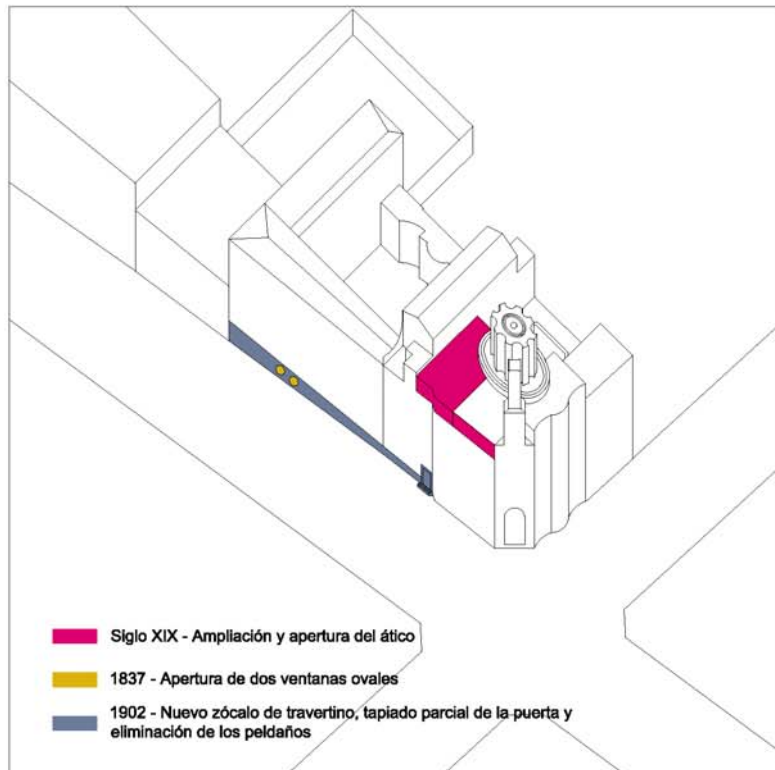 Siglo XIX - Ampliación y apertura del ático
1837 - Apertura de dos ventanas ovales
1902 - Nuevo zócalo de travertino, tapiado parcial de la puerta y
eliminación de los peldaños